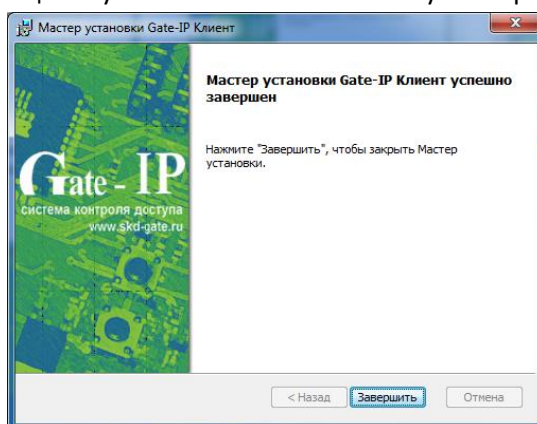 Мастер установки Gate-IP Клиент
Мастер установки Gate-IP Клиент успешно
завершен
Нажмите "Завершить", чтобы закрыть Мастер
установки.
Gate - IP
система контроля доступа
www.skd-gate.ru
< Назад
Завершить
Отмена